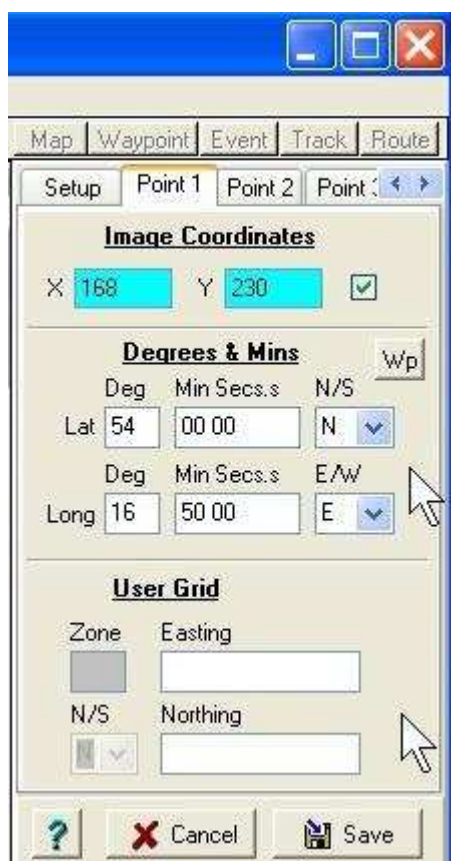 Map Waypoint Event Track Route
Setup Point 1 Point 2 Point
Image Coordinates
X 168 Y 230
Degrees & Mins Wp
Deg Min Secs.s N/S
Lat 54 00 00 N
Deg Min Secs.s E/W
Long 16 50 00 E
User Grid
Zone Easting
N/S Northing
N
? Cancel Save